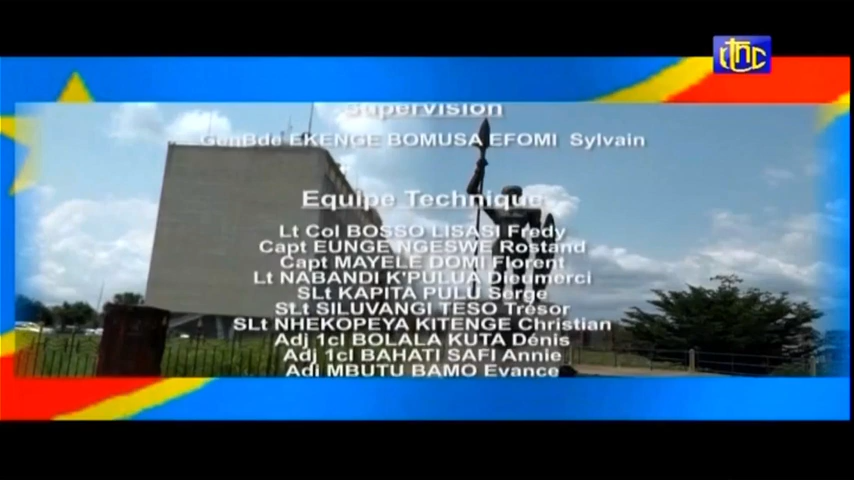 rtnc
Supervision
GenBde EKENGE BOMUSA EFOMI Sylvain
Equipe Technique
Lt Col BOSSO LISASI Fredy
Capt EUNGE NGESWE Rostand
Capt MAYELE DOMI Florent
Lt NABANDI K'PULUA Dieumerci
SLt KAPITA PULU Serge
SLt SILUVANGI TESO Trésor
SLt NHEKOPEYA KITENGE Christian
Adj 1cl BOLALA KUTA Dénis
Adj 1cl BAHATI SAFI Annie
Adj MBUTU BAMO Evance